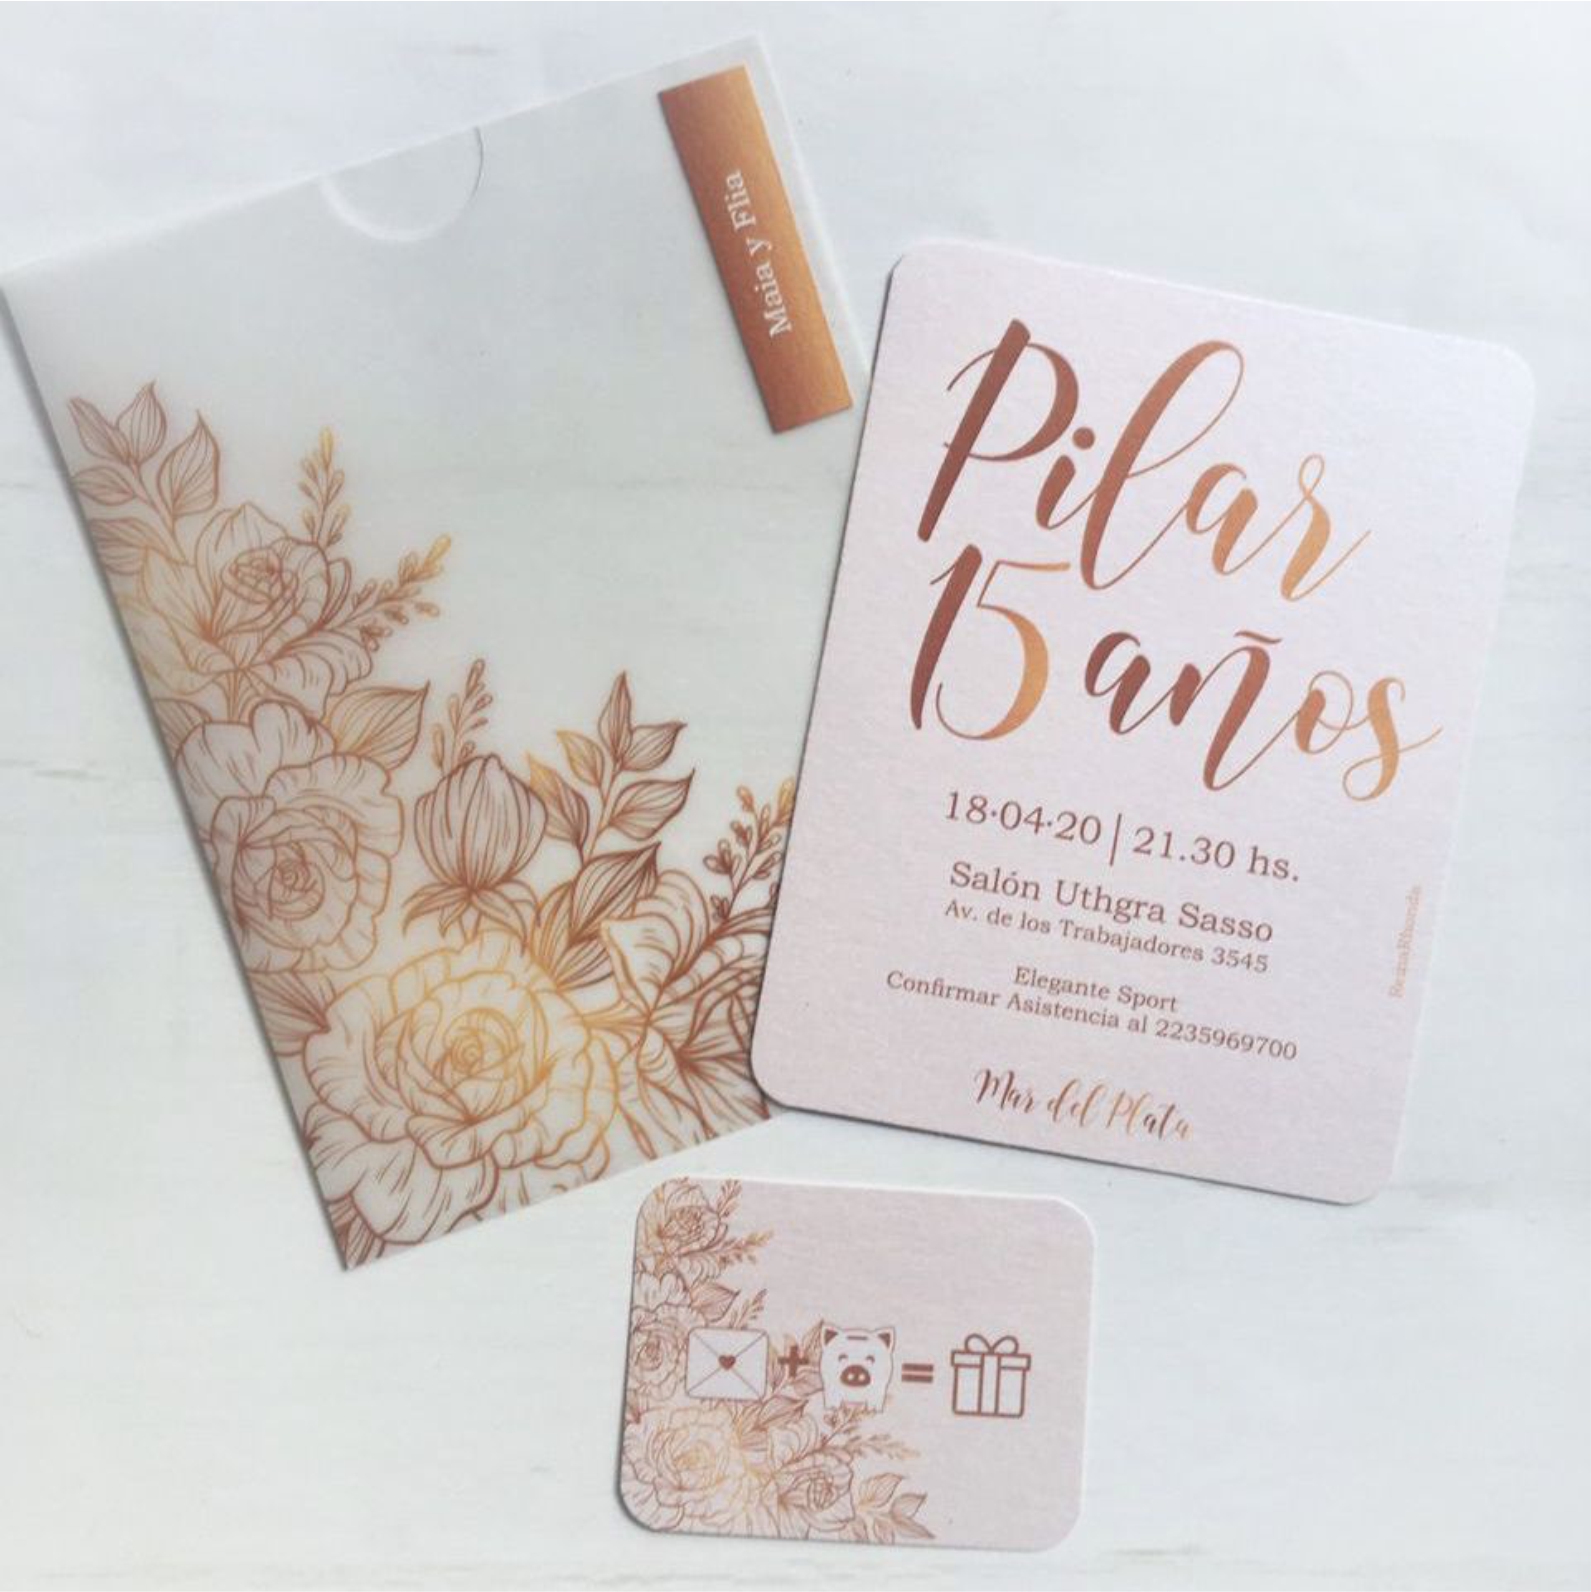 Maia y Flia
Pilar
15 años
18·04·20 | 21.30 hs.
Salón Uthgra Sasso
Av. de los Trabajadores 3545
Elegante Sport
Confirmar Asistencia al 2235969700
Mar del Plata
+ =